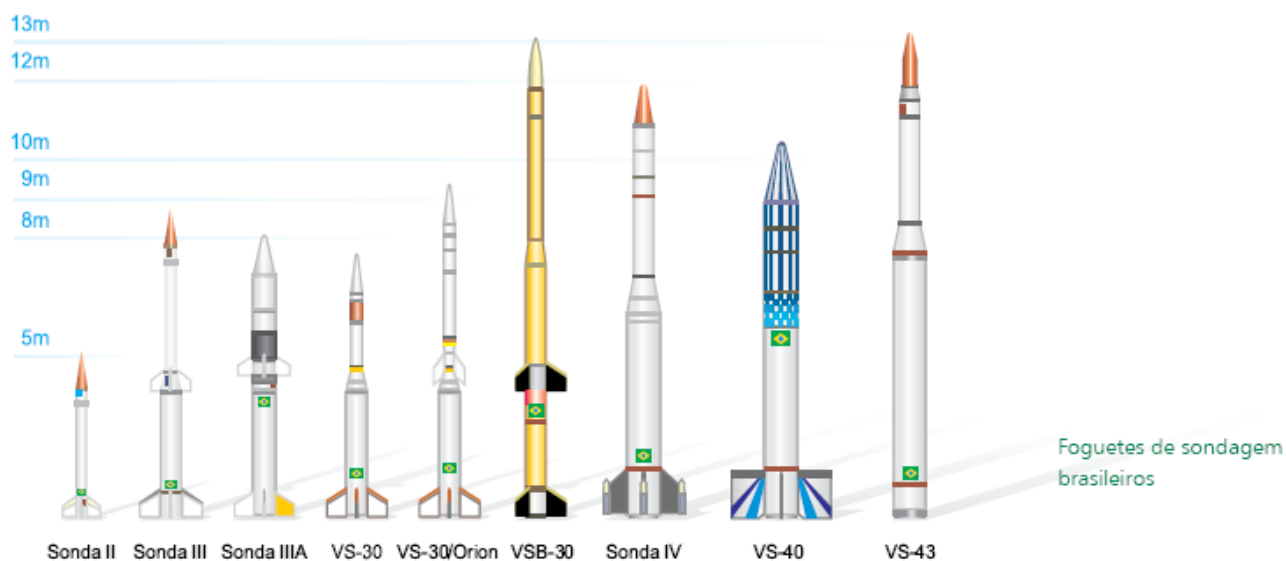 13m
12m
10m
9m
8m
5m
Foguetes de sondagem
brasileiros
Sonda II
Sonda III
Sonda IIIA
VS-30
VS-30/Orion
VSB-30
Sonda IV
VS-40
VS-43